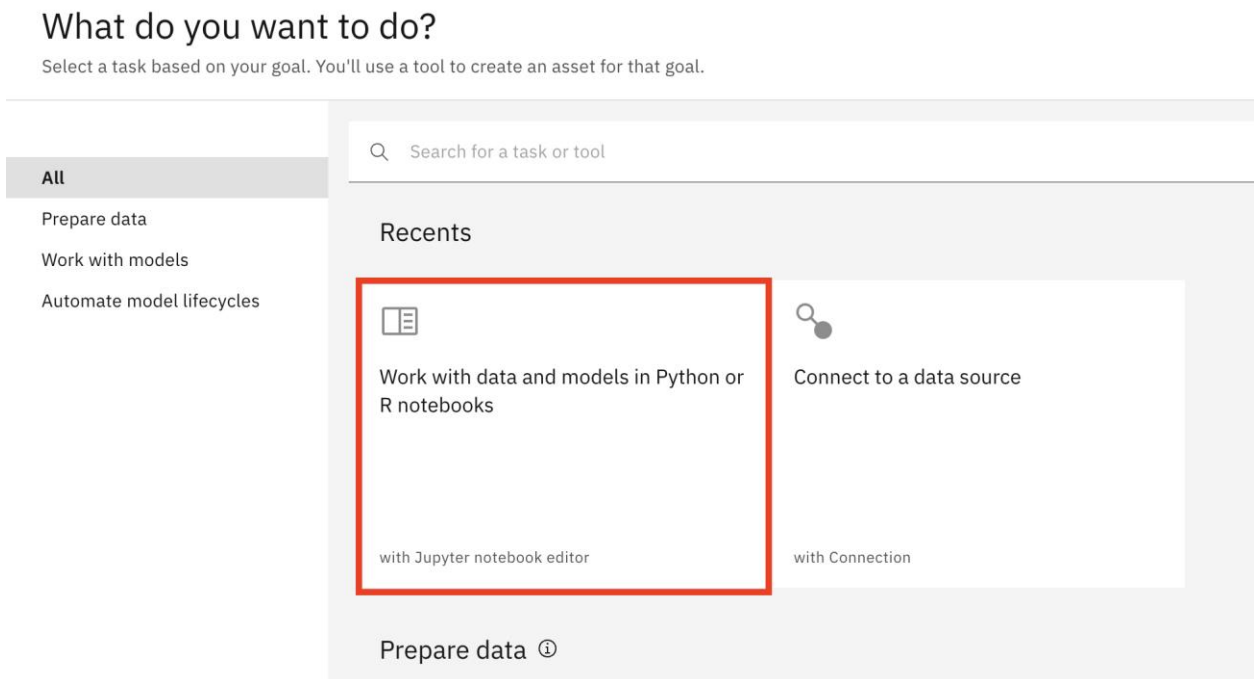 What do you want to do?
Select a task based on your goal. You'll use a tool to create an asset for that goal.
Search for a task or tool
All
Prepare data
Work with models
Automate model lifecycles
Recents
Work with data and models in Python or
R notebooks
with Jupyter notebook editor
Connect to a data source
with Connection
Prepare data